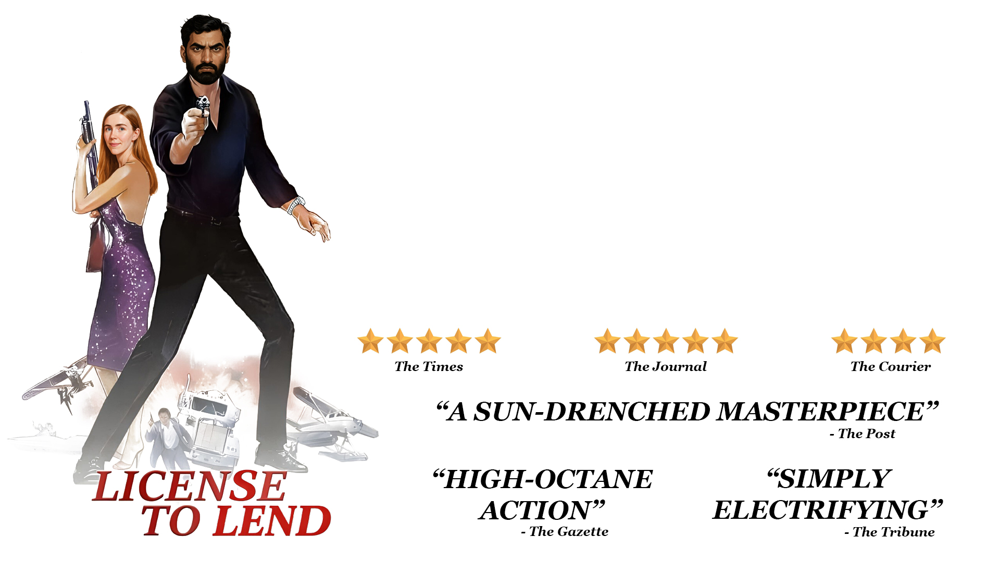 The Times
The Journal
The Courier
“A SUN-DRENCHED MASTERPIECE”
- The Post
“HIGH-OCTANE
ACTION”
- The Gazette
“SIMPLY
ELECTRIFYING”
- The Tribune
LICENSE
TO LEND